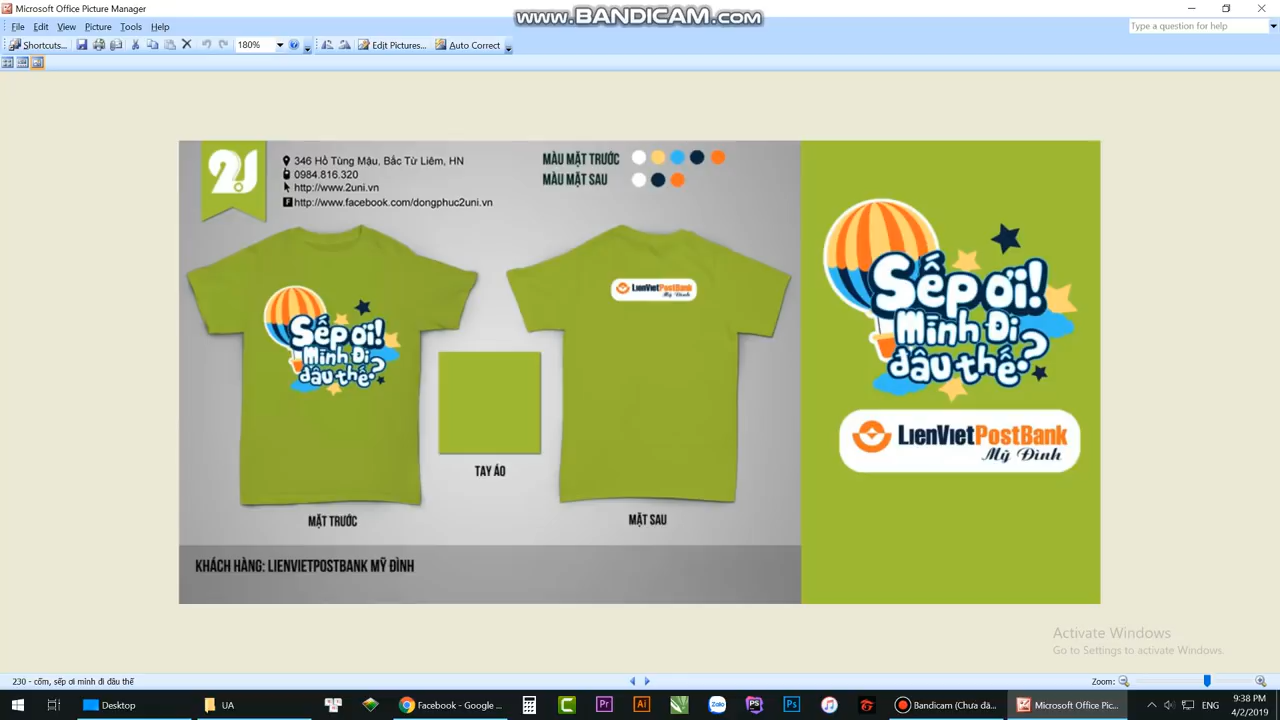 Microsoft Office Picture Manager
www.BANDICAM.com
File Edit View Picture Tools Help
Type a question for help
Shortcuts... 180% Edit Pictures... Auto Correct
2U
346 Hồ Tùng Mậu, Bắc Từ Liêm, HN
0984.816.320
http://www.2uni.vn
http://www.facebook.com/dongphuc2uni.vn
MÀU MẶT TRƯỚC
MÀU MẶT SAU
Sếp ơi!
Mình Đi
đâu thế?
LIENVIETPOSTBANK
Mỹ Đình
Sếp ơi!
Mình Đi
đâu thế?
LIENVIETPOSTBANK
Mỹ Đình
TAY ÁO
MẶT TRƯỚC
MẶT SAU
KHÁCH HÀNG: LIENVIETPOSTBANK MỸ ĐÌNH
Activate Windows
Go to Settings to activate Windows.
230 - cốm, sếp ơi mình đi đâu thế
Zoom:
Desktop
UA
Facebook - Google ...
Bandicam (Chưa đă...
Microsoft Office Pic...
ENG
9:38 PM
4/2/2019